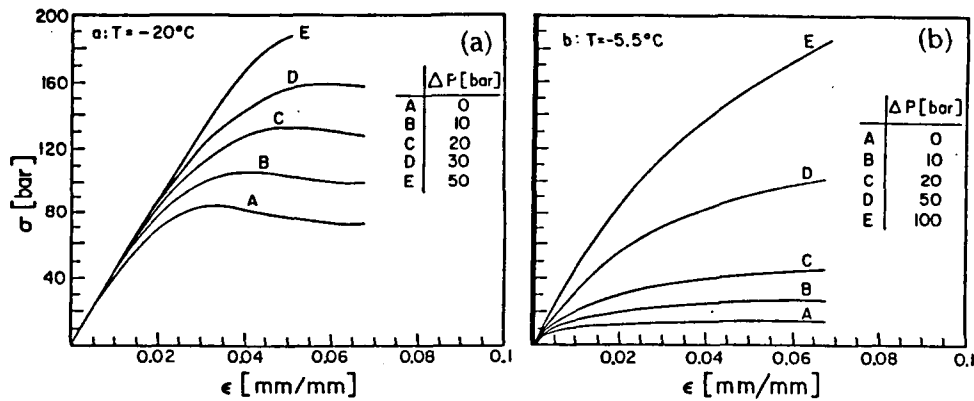 200
160
120
80
40
σ [bar]
a: T = -20°C
(a)
E
D
C
B
A
Δ P [bar]
A 0
B 10
C 20
D 30
E 50
0.02 0.04 0.06 0.08 0.1
ϵ [mm/mm]
b: T=-5.5°C
(b)
E
D
C
B
A
Δ P [bar]
A 0
B 10
C 20
D 50
E 100
0.02 0.04 0.06 0.08 0.1
ϵ [mm/mm]